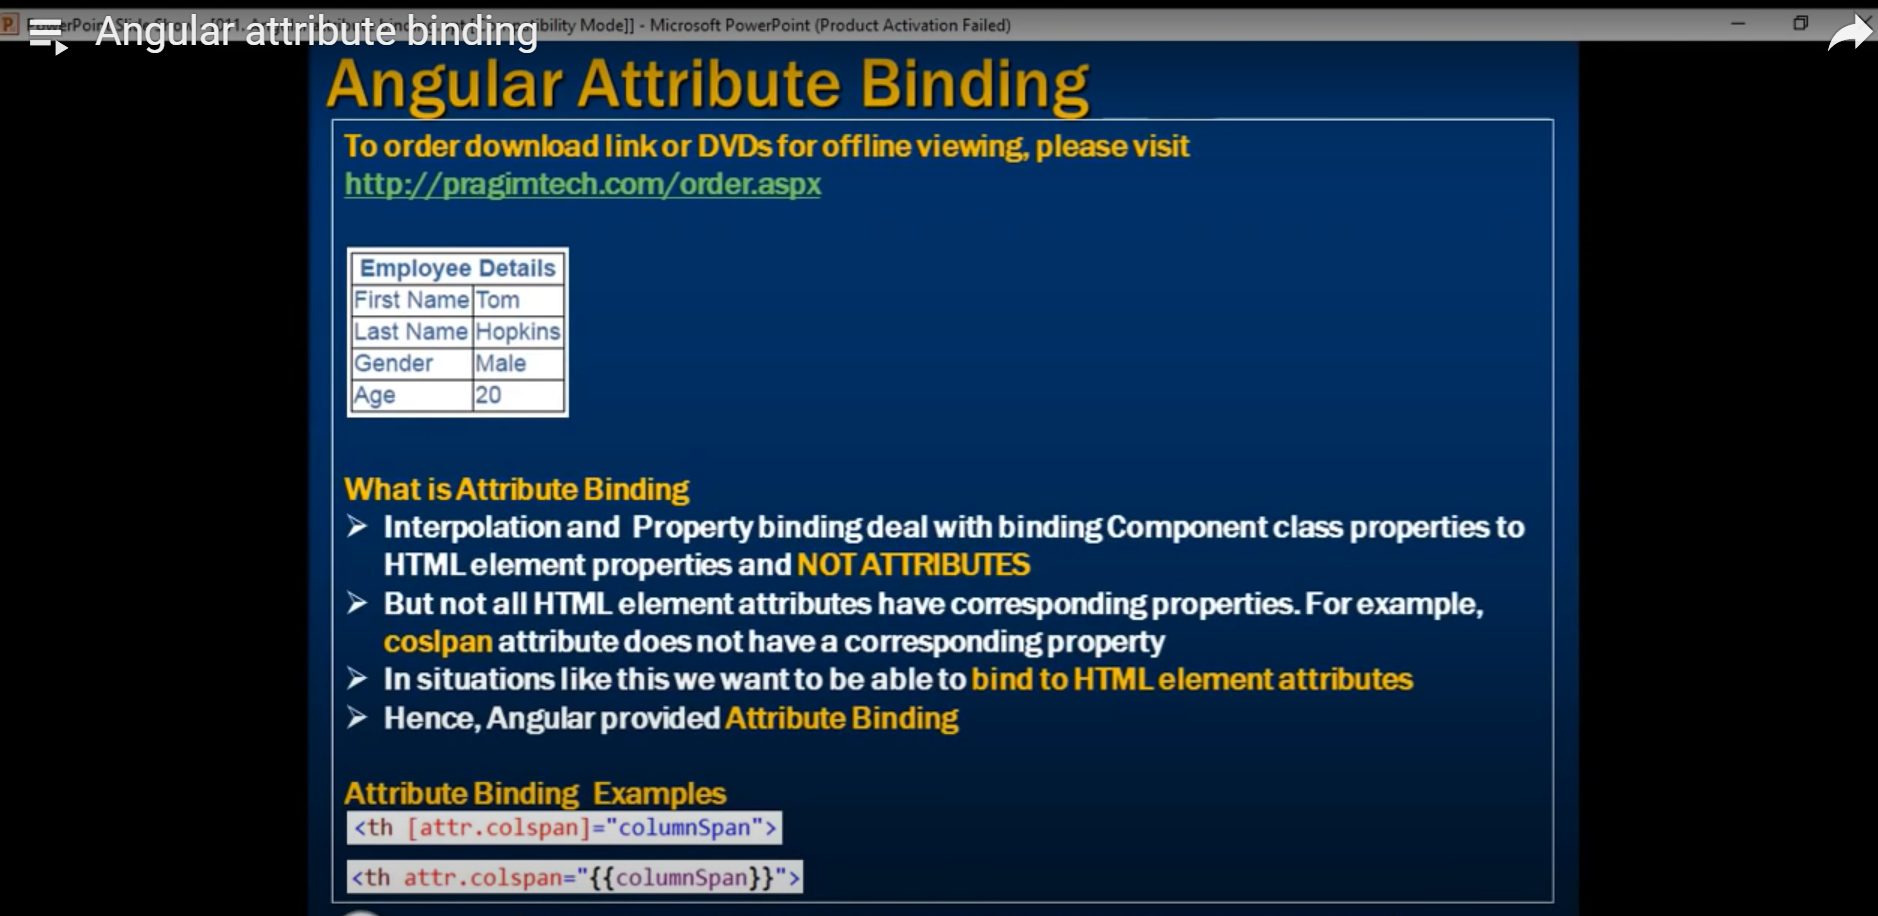 Angular attribute binding
ibility Mode]] - Microsoft PowerPoint (Product Activation Failed)
Angular Attribute Binding
To order download link or DVDs for offline viewing, please visit
http://pragimtech.com/order.aspx
Employee Details
First Name Tom
Last Name Hopkins
Gender Male
Age 20
What is Attribute Binding
➢ Interpolation and Property binding deal with binding Component class properties to
HTML element properties and NOT ATTRIBUTES
➢ But not all HTML element attributes have corresponding properties. For example,
coslpan attribute does not have a corresponding property
➢ In situations like this we want to be able to bind to HTML element attributes
➢ Hence, Angular provided Attribute Binding
Attribute Binding Examples
<th [attr.colspan]="columnSpan">
<th attr.colspan="{{columnSpan}}">